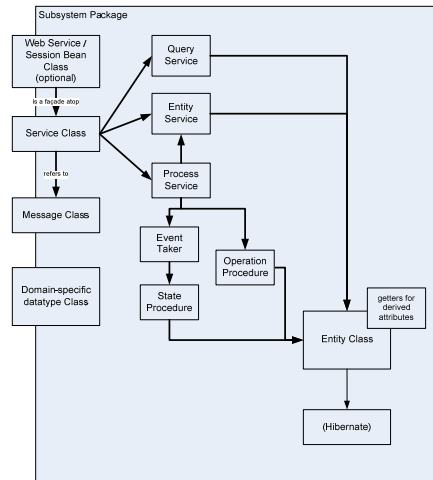 Subsystem Package
Web Service /
Session Bean
Class
(optional)
Is a façade atop
Service Class
refers to
Message Class
Domain-specific
datatype Class
Query
Service
Entity
Service
Process
Service
Event
Taker
Operation
Procedure
State
Procedure
getters for
derived
attributes
Entity Class
(Hibernate)